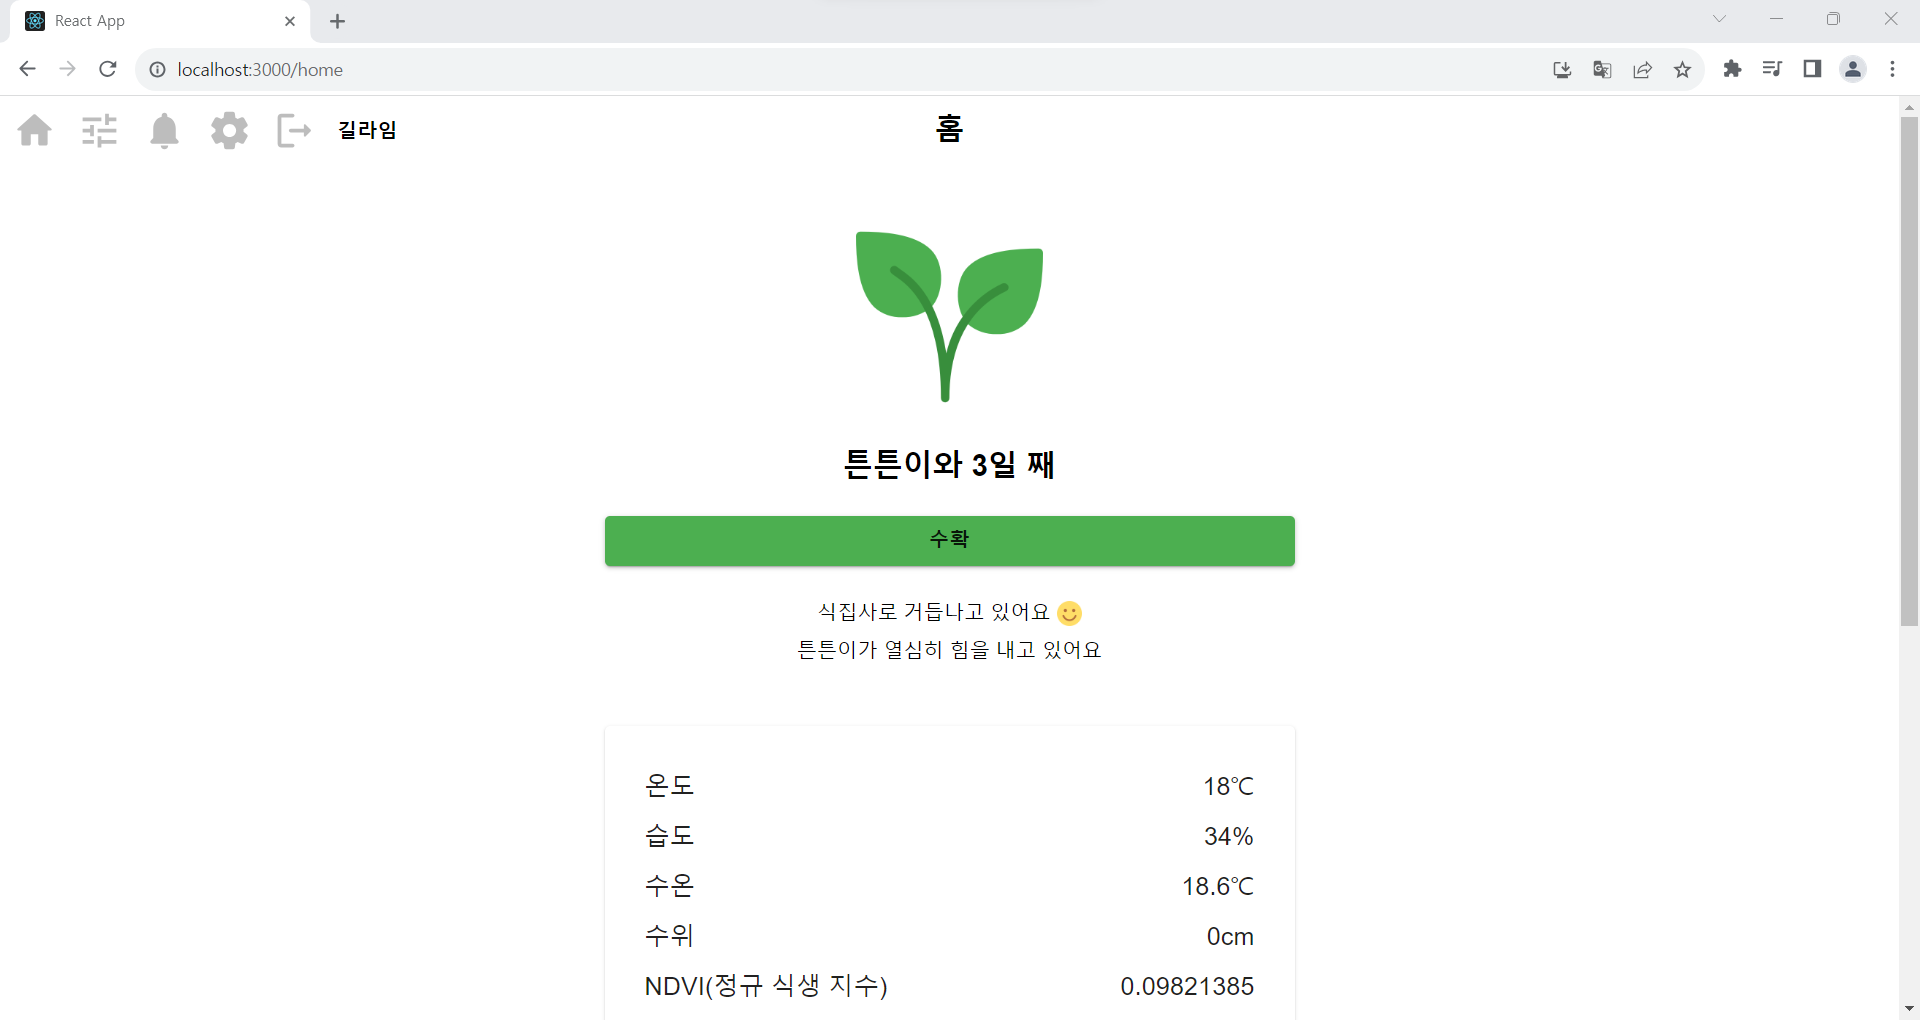 React App
localhost:3000/home
길라임
홈
튼튼이와 3일 째
수확
식집사로 거듭나고 있어요 🙂
튼튼이가 열심히 힘을 내고 있어요
온도 18℃
습도 34%
수온 18.6℃
수위 0cm
NDVI(정규 식생 지수) 0.09821385